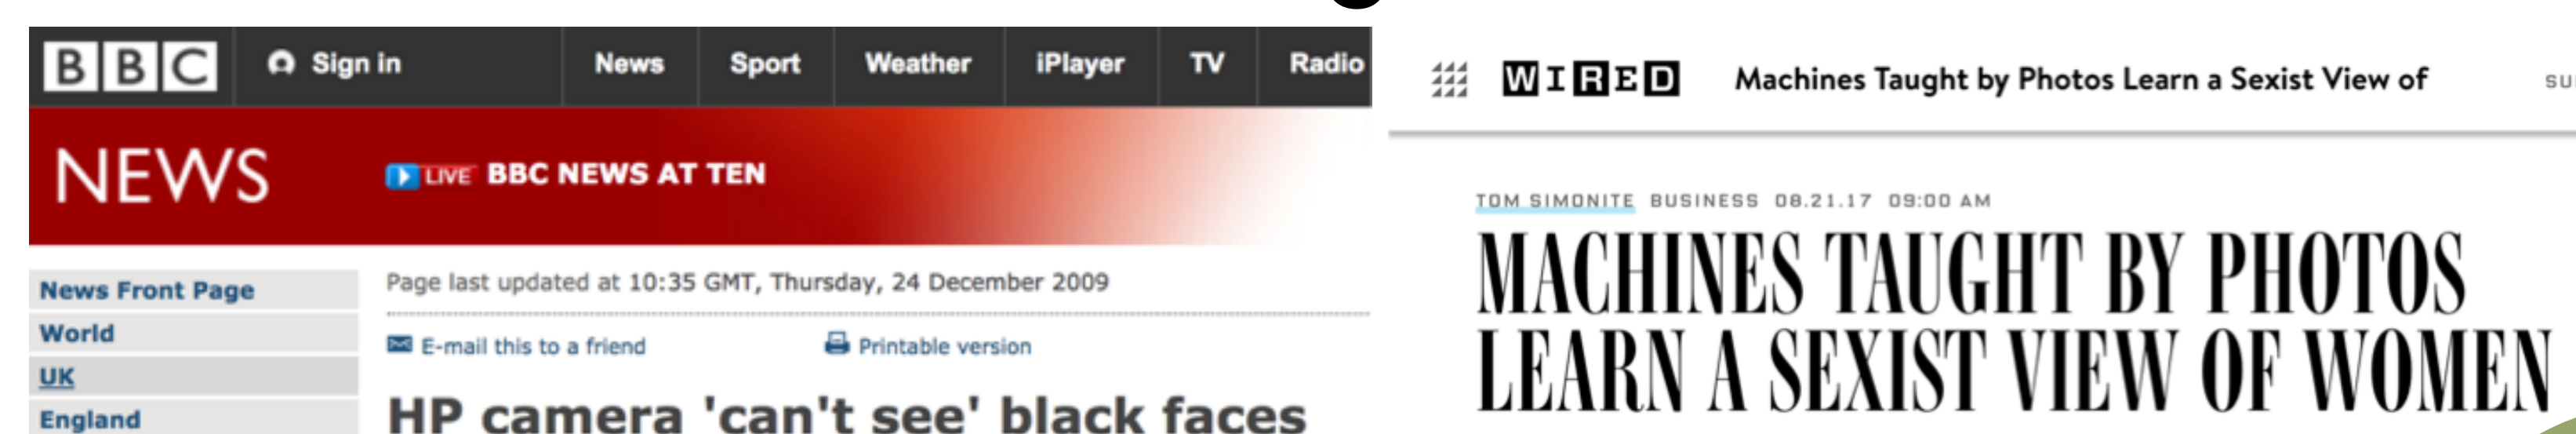 BBC Sign in News Sport Weather iPlayer TV Radio
NEWS LIVE BBC NEWS AT TEN
News Front Page
World
UK
England
Page last updated at 10:35 GMT, Thursday, 24 December 2009
E-mail this to a friend Printable version
HP camera 'can't see' black faces
WIRED Machines Taught by Photos Learn a Sexist View of
TOM SIMONITE BUSINESS 08.21.17 09:00 AM
MACHINES TAUGHT BY PHOTOS
LEARN A SEXIST VIEW OF WOMEN